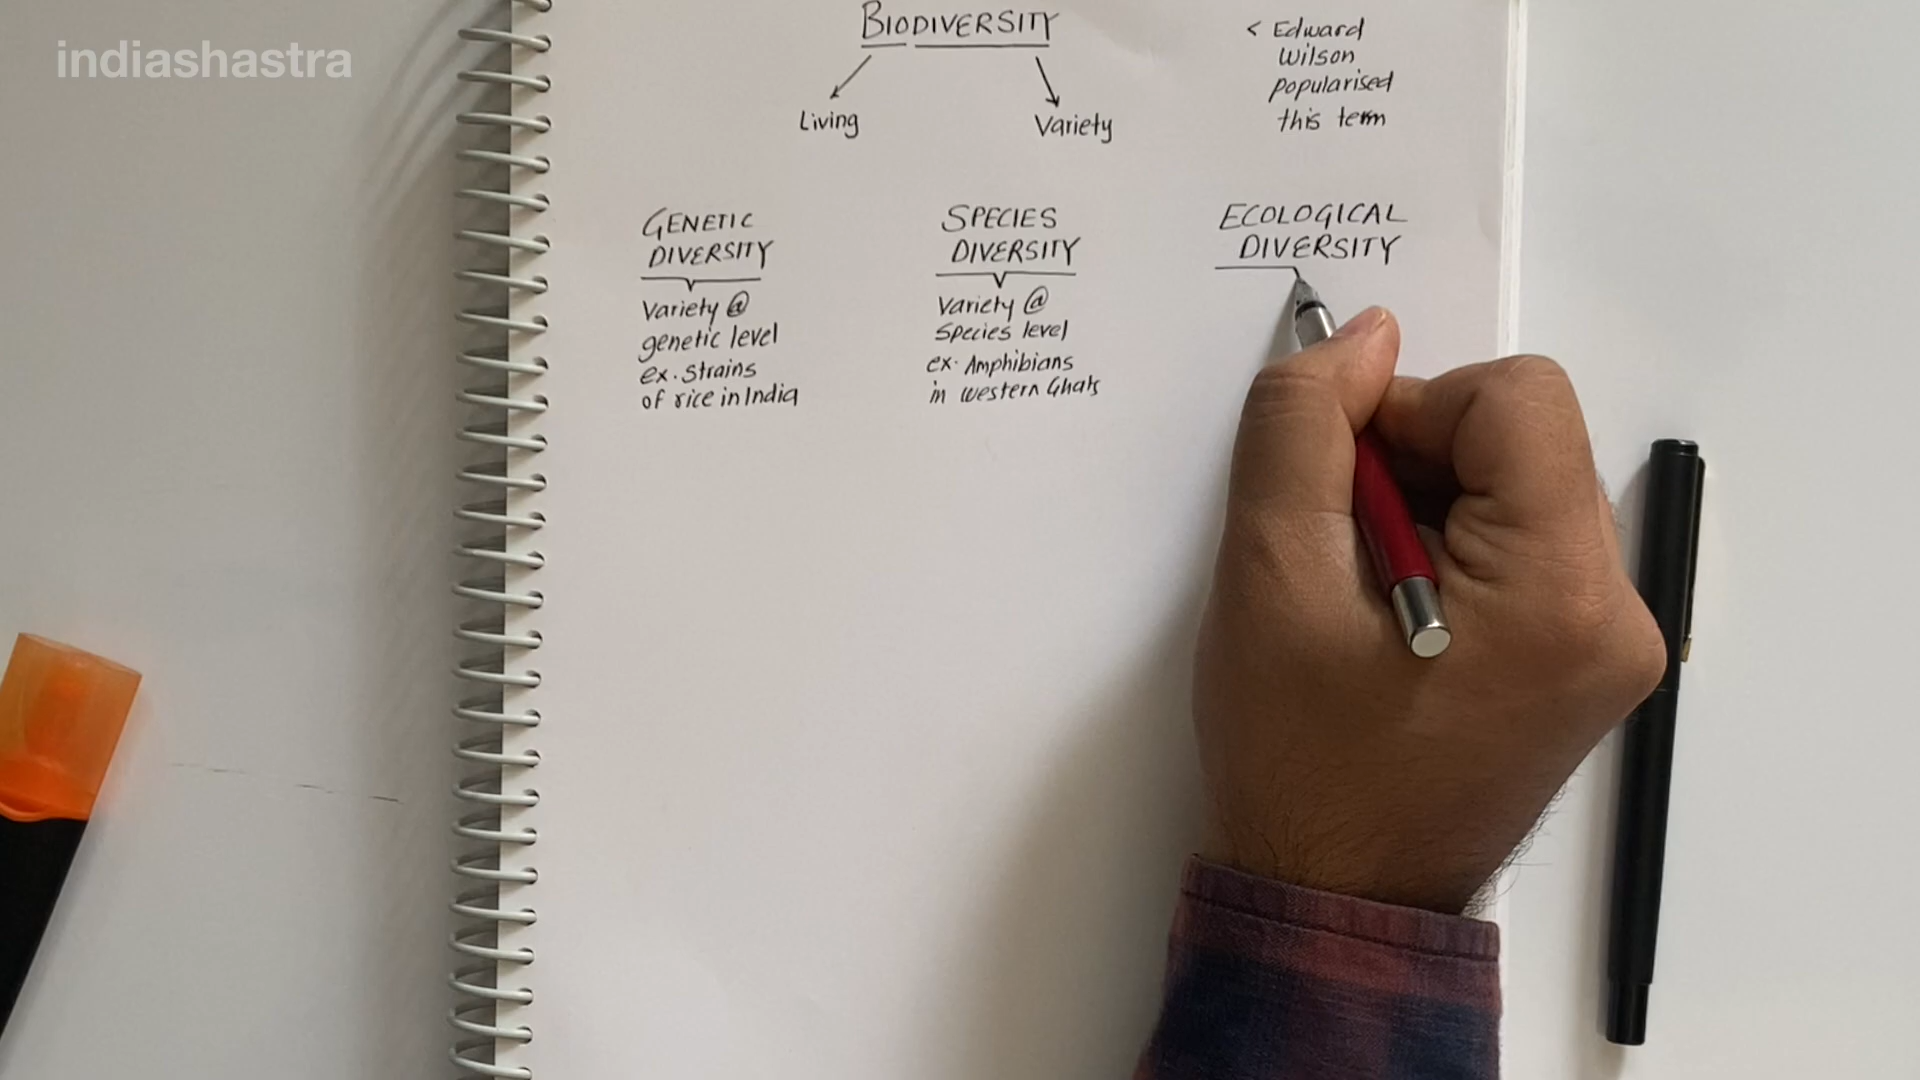 indiashastra
BIODIVERSITY
Living
Variety
< Edward
Wilson
popularised
this term
GENETIC
DIVERSITY
Variety @
genetic level
ex. strains
of rice in India
SPECIES
DIVERSITY
Variety @
Species level
ex. Amphibians
in western Ghats
ECOLOGICAL
DIVERSITY